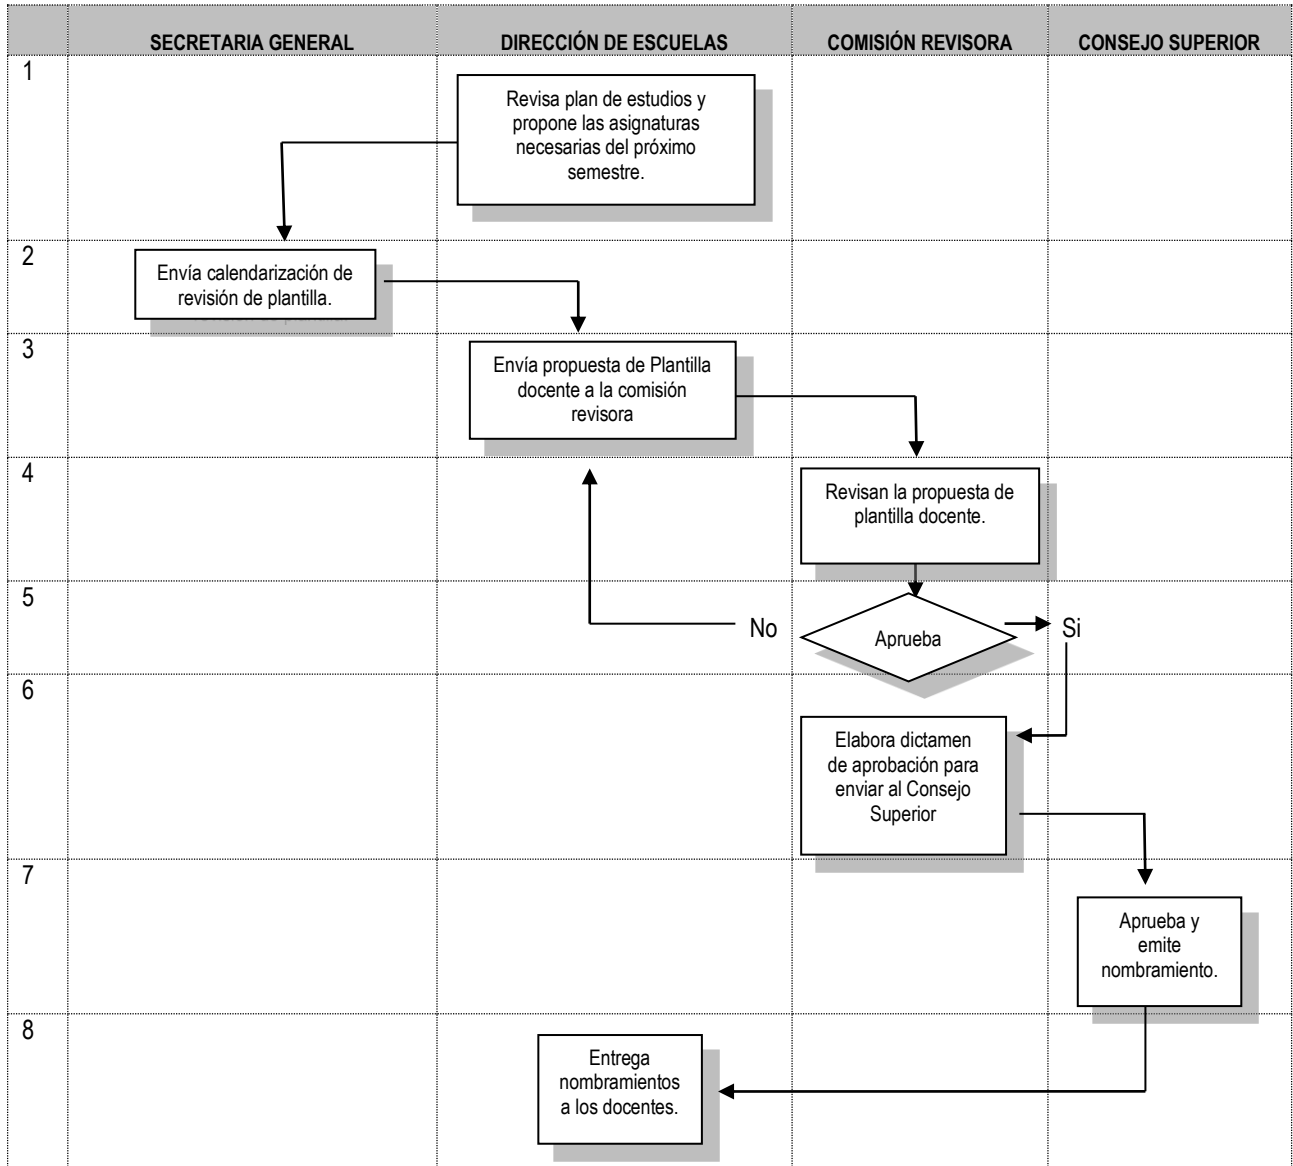 SECRETARIA GENERAL
DIRECCIÓN DE ESCUELAS
COMISIÓN REVISORA
CONSEJO SUPERIOR
1
Revisa plan de estudios y
propone las asignaturas
necesarias del próximo
semestre.
2
Envía calendarización de
revisión de plantilla.
3
Envía propuesta de Plantilla
docente a la comisión
revisora
4
Revisan la propuesta de
plantilla docente.
5
No
Aprueba
Si
6
Elabora dictamen
de aprobación para
enviar al Consejo
Superior
7
Aprueba y
emite
nombramiento.
8
Entrega
nombramientos
a los docentes.